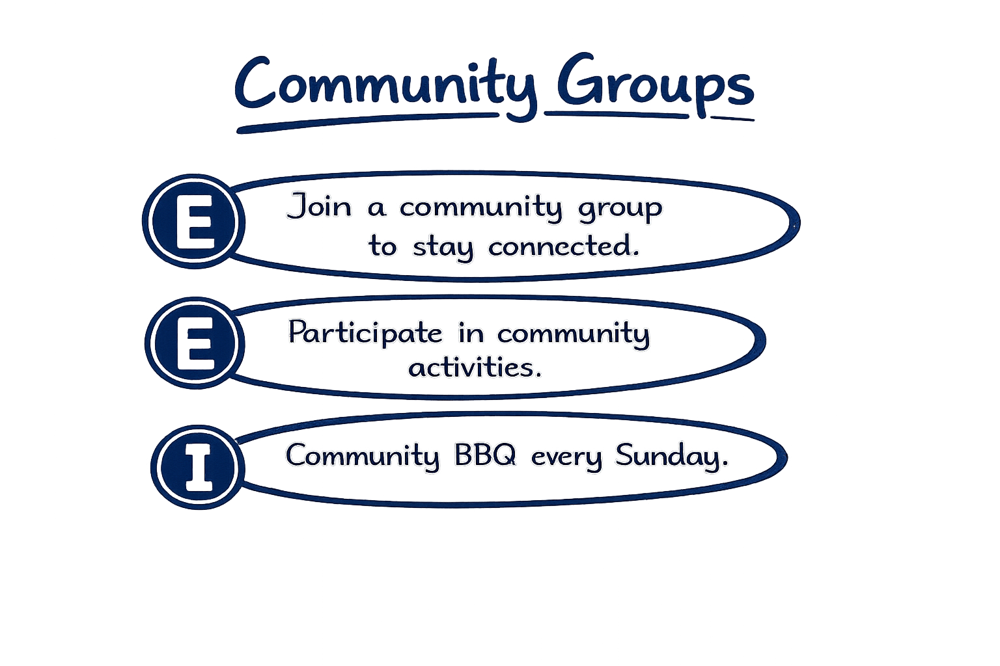 Community Groups
E
Join a community group
to stay connected.
E
Participate in community
activities.
I
Community BBQ every Sunday.